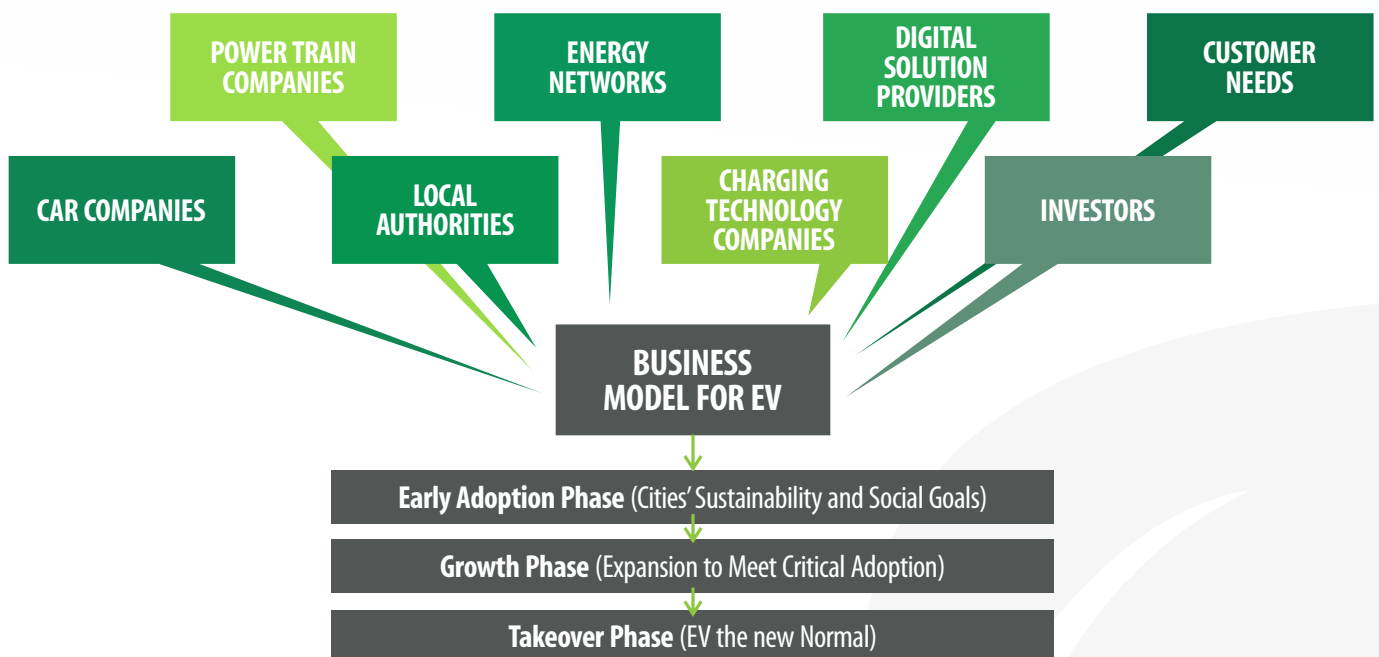 POWER TRAIN
COMPANIES
ENERGY
NETWORKS
DIGITAL
SOLUTION
PROVIDERS
CUSTOMER
NEEDS
CAR COMPANIES
LOCAL
AUTHORITIES
CHARGING
TECHNOLOGY
COMPANIES
INVESTORS
BUSINESS
MODEL FOR EV
Early Adoption Phase (Cities’ Sustainability and Social Goals)
Growth Phase (Expansion to Meet Critical Adoption)
Takeover Phase (EV the new Normal)